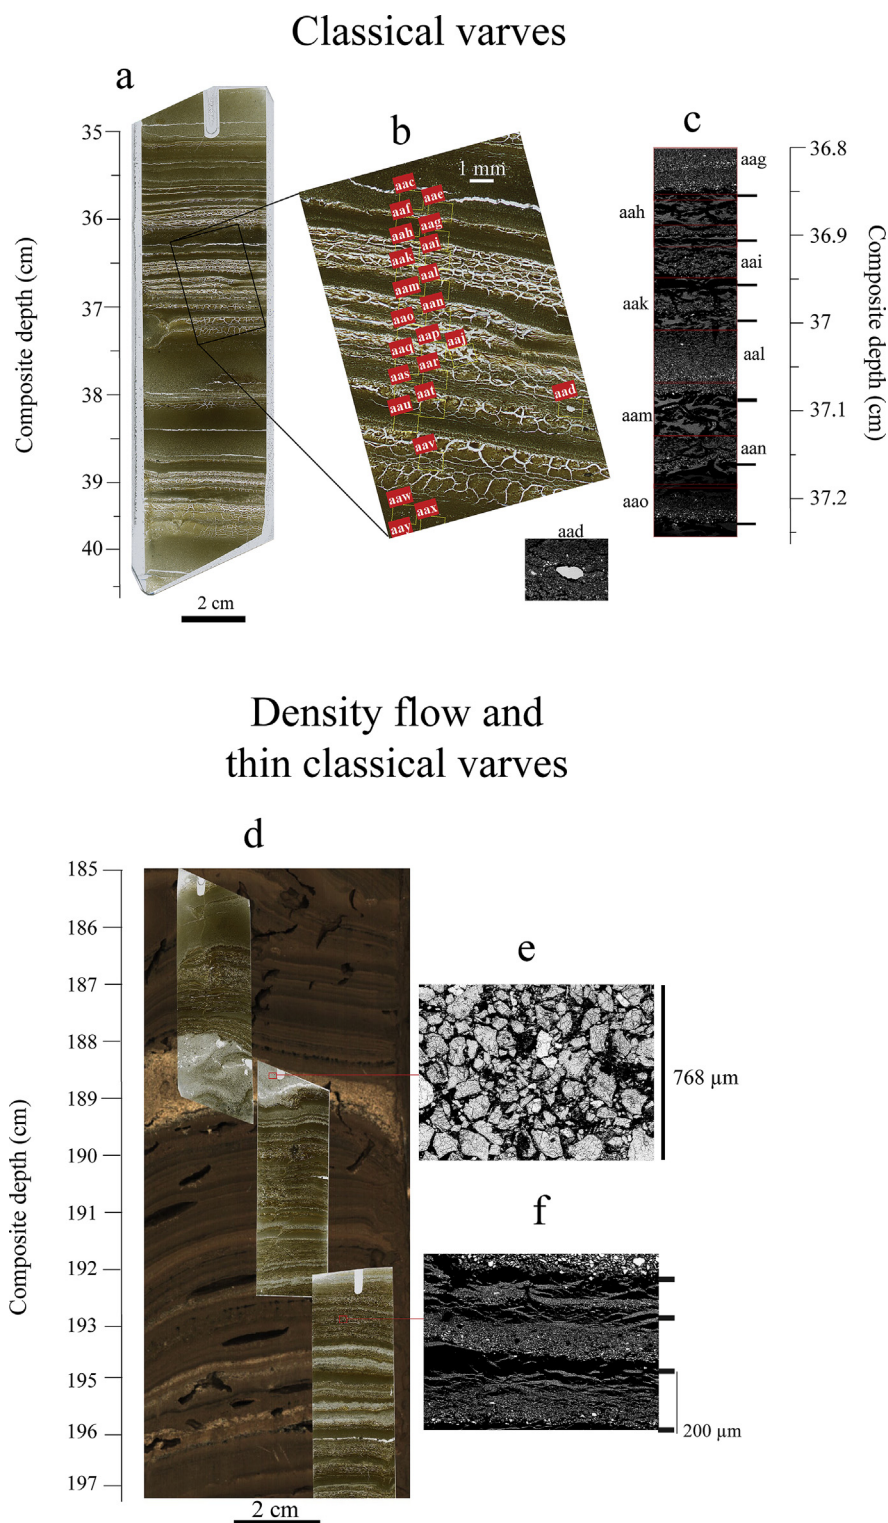 Classical varves
a
b
c
35
36
37
38
39
40
Composite depth (cm)
2 cm
1 mm
aac
aae
aaf
aag
aah
aai
aak
aal
aam
aan
aao
aap
aaj
aaq
aar
aas
aad
aat
aau
aav
aaw
aax
aay
aad
aag
aah
aai
aak
aal
aam
aan
aao
36.8
36.9
37
37.1
37.2
Composite depth (cm)
Density flow and
thin classical varves
d
185
186
187
188
189
190
191
192
193
195
196
197
Composite depth (cm)
2 cm
e
768 µm
f
200 µm